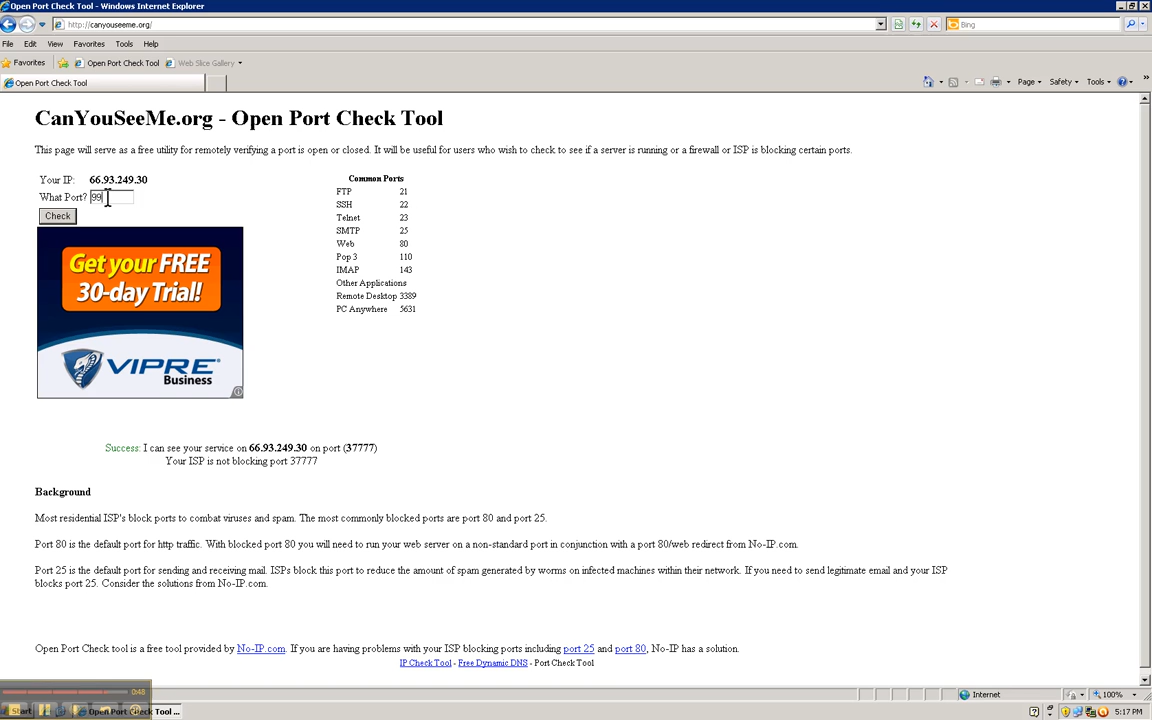 Open Port Check Tool - Windows Internet Explorer
http://canyouseeme.org/
Bing
File Edit View Favorites Tools Help
Favorites Open Port Check Tool Web Slice Gallery
Open Port Check Tool
Page Safety Tools
CanYouSeeMe.org - Open Port Check Tool
This page will serve as a free utility for remotely verifying a port is open or closed. It will be useful for users who wish to check to see if a server is running or a firewall or ISP is blocking certain ports.
Your IP: 66.93.249.30
What Port? 99
Check
Common Ports
FTP 21
SSH 22
Telnet 23
SMTP 25
Web 80
Pop 3 110
IMAP 143
Other Applications
Remote Desktop 3389
PC Anywhere 5631
Get your FREE
30-day Trial!
VIPRE
Business
Success: I can see your service on 66.93.249.30 on port (37777)
Your ISP is not blocking port 37777
Background
Most residential ISP's block ports to combat viruses and spam. The most commonly blocked ports are port 80 and port 25.
Port 80 is the default port for http traffic. With blocked port 80 you will need to run your web server on a non-standard port in conjunction with a port 80/web redirect from No-IP.com.
Port 25 is the default port for sending and receiving mail. ISPs block this port to reduce the amount of spam generated by worms on infected machines within their network. If you need to send legitimate email and your ISP
blocks port 25. Consider the solutions from No-IP.com.
Open Port Check tool is a free tool provided by No-IP.com. If you are having problems with your ISP blocking ports including port 25 and port 80, No-IP has a solution.
IP Check Tool - Free Dynamic DNS - Port Check Tool
0:48
Internet
100%
Start
Open Port Check Tool ...
5:17 PM